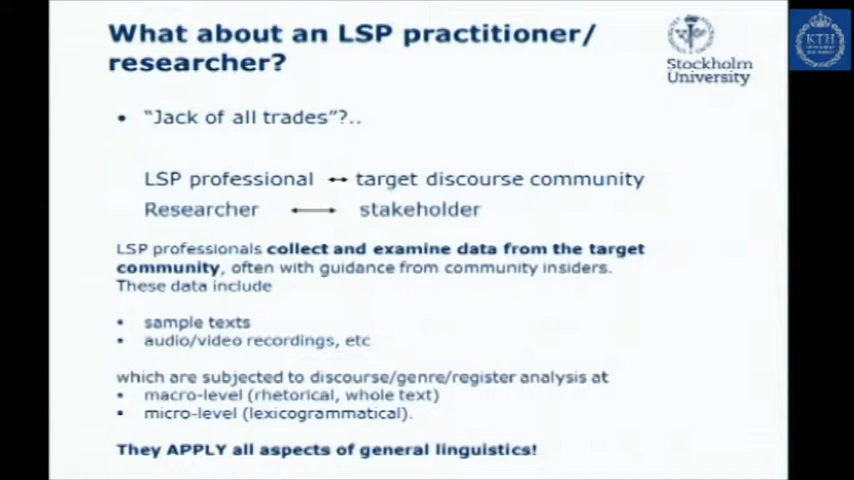 What about an LSP practitioner/
researcher?
Stockholm
University
KTH
• “Jack of all trades”?..
LSP professional ↔ target discourse community
Researcher ↔ stakeholder
LSP professionals collect and examine data from the target
community, often with guidance from community insiders.
These data include
• sample texts
• audio/video recordings, etc
which are subjected to discourse/genre/register analysis at
• macro-level (rhetorical, whole text)
• micro-level (lexicogrammatical).
They APPLY all aspects of general linguistics!